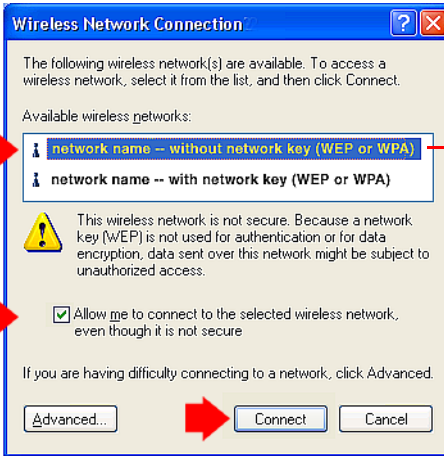 Wireless Network Connection
The following wireless network(s) are available. To access a
wireless network, select it from the list, and then click Connect.
Available wireless networks:
network name -- without network key (WEP or WPA)
network name -- with network key (WEP or WPA)
This wireless network is not secure. Because a network
key (WEP) is not used for authentication or for data
encryption, data sent over this network might be subject to
unauthorized access.
Allow me to connect to the selected wireless network,
even though it is not secure
If you are having difficulty connecting to a network, click Advanced.
Advanced... Connect Cancel